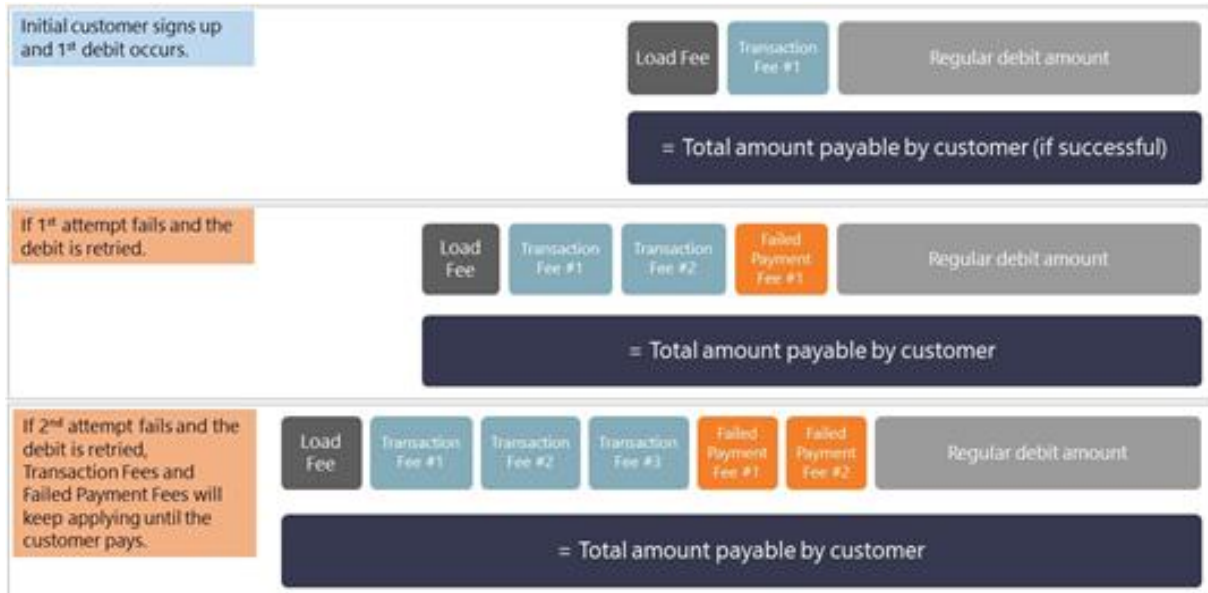 Initial customer signs up
and 1st debit occurs.
Load Fee
Transaction
Fee #1
Regular debit amount
= Total amount payable by customer (if successful)
If 1st attempt fails and the
debit is retried.
Load
Fee
Transaction
Fee #1
Transaction
Fee #2
Failed
Payment
Fee #1
Regular debit amount
= Total amount payable by customer
If 2nd attempt fails and the
debit is retried,
Transaction Fees and
Failed Payment Fees will
keep applying until the
customer pays.
Load
Fee
Transaction
Fee #1
Transaction
Fee #2
Transaction
Fee #3
Failed
Payment
Fee #1
Failed
Payment
Fee #2
Regular debit amount
= Total amount payable by customer